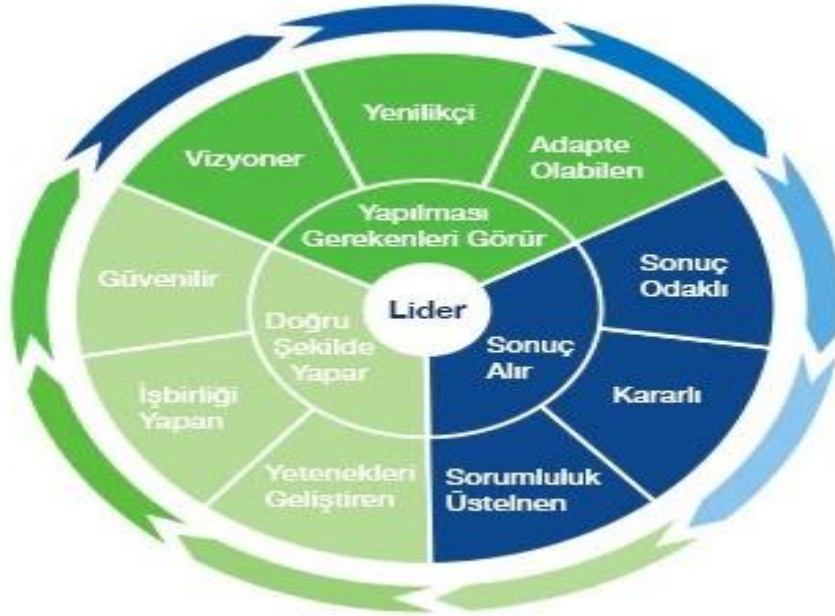 Yenilikçi
Vizyoner
Adapte
Olabilen
Yapılması
Gerekenleri Görür
Güvenilir
Sonuç
Odaklı
Lider
Doğru
Şekilde
Yapar
Sonuç
Alır
İşbirliği
Yapan
Kararlı
Yetenekleri
Geliştiren
Sorumluluk
Üstelnen